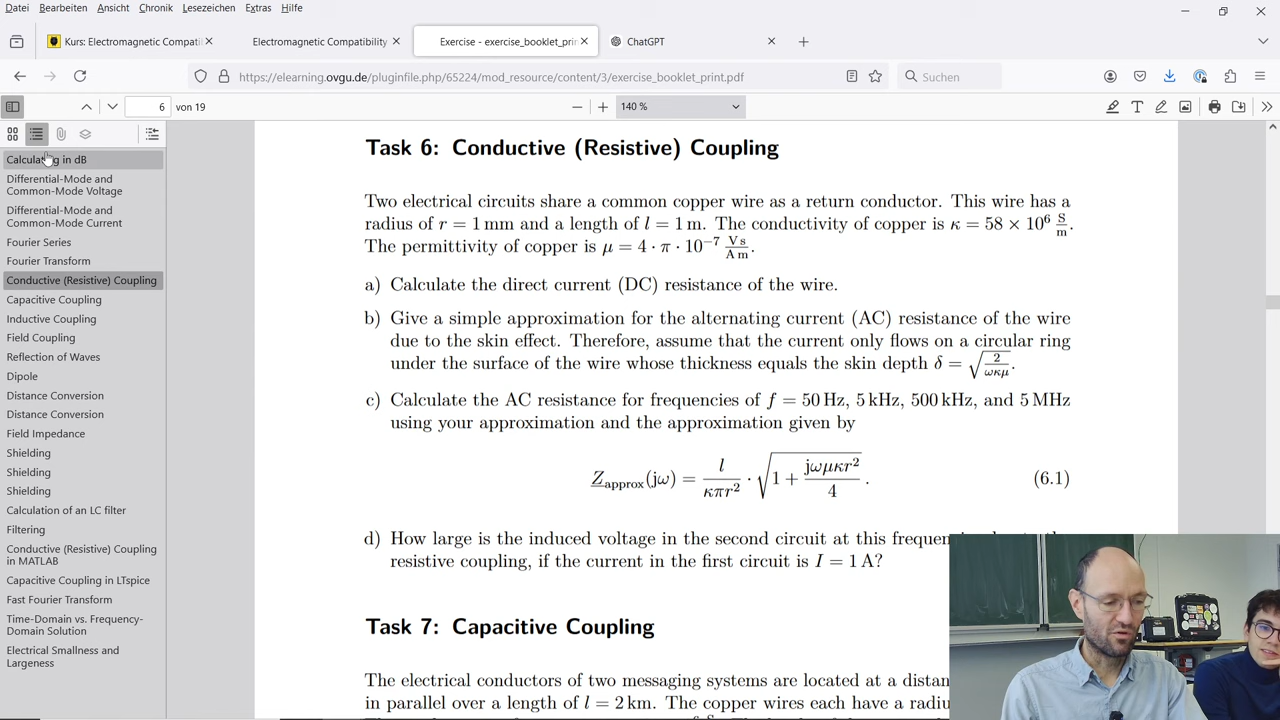 Datei Bearbeiten Ansicht Chronik Lesezeichen Extras Hilfe
Kurs: Electromagnetic Compati
Electromagnetic Compatibility
Exercise - exercise_booklet_prin
ChatGPT
https://elearning.ovgu.de/pluginfile.php/65224/mod_resource/content/3/exercise_booklet_print.pdf
Suchen
6 von 19
140 %
Calculating in dB
Differential-Mode and
Common-Mode Voltage
Differential-Mode and
Common-Mode Current
Fourier Series
Fourier Transform
Conductive (Resistive) Coupling
Capacitive Coupling
Inductive Coupling
Field Coupling
Reflection of Waves
Dipole
Distance Conversion
Distance Conversion
Field Impedance
Shielding
Shielding
Shielding
Calculation of an LC filter
Filtering
Conductive (Resistive) Coupling
in MATLAB
Capacitive Coupling in LTspice
Fast Fourier Transform
Time-Domain vs. Frequency-
Domain Solution
Electrical Smallness and
Largeness
Task 6: Conductive (Resistive) Coupling
Two electrical circuits share a common copper wire as a return conductor. This wire has a
radius of r = 1 mm and a length of l = 1 m. The conductivity of copper is κ = 58 × 10⁶ S/m.
The permittivity of copper is μ = 4 · π · 10⁻⁷ Vs/Am.
a) Calculate the direct current (DC) resistance of the wire.
b) Give a simple approximation for the alternating current (AC) resistance of the wire
due to the skin effect. Therefore, assume that the current only flows on a circular ring
under the surface of the wire whose thickness equals the skin depth δ = √(2/ωκμ).
c) Calculate the AC resistance for frequencies of f = 50 Hz, 5 kHz, 500 kHz, and 5 MHz
using your approximation and the approximation given by
Z_approx(jω) = l/κπr² · √(1 + jωμκr²/4). (6.1)
d) How large is the induced voltage in the second circuit at this frequen
resistive coupling, if the current in the first circuit is I = 1 A?
Task 7: Capacitive Coupling
The electrical conductors of two messaging systems are located at a distan
in parallel over a length of l = 2 km. The copper wires each have a radiu